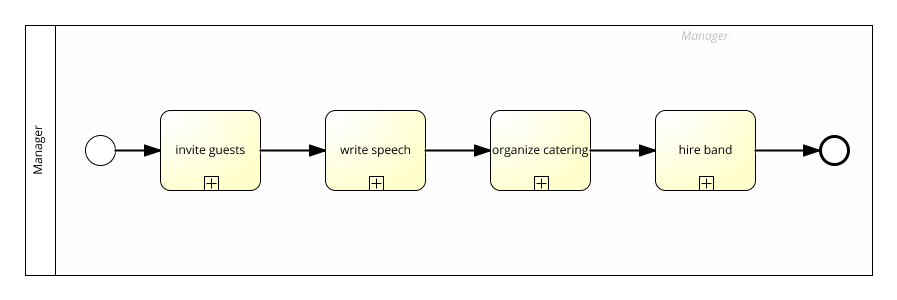 Manager
Manager
invite guests
write speech
organize catering
hire band